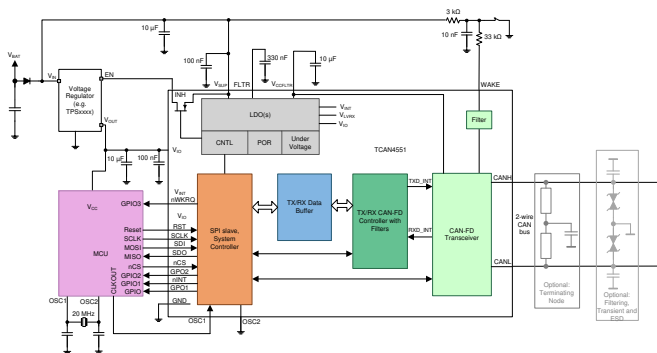 3 kΩ
10 µF
10 nF
33 kΩ
100 nF
330 nF
10 µF
VBAT
VIN
EN
VSUP
FLTR
VCCFLTR
WAKE
INH
Voltage
Regulator
(e.g.
TPSxxxx)
VOUT
LDO(s)
VINT
VLVRX
VIO
Filter
CNTL
POR
Under
Voltage
TCAN4551
VIO
10 µF
100 nF
VCC
GPIO3
VINT
nWKRQ
VIO
MCU
Reset
SCLK
MOSI
MISO
nCS
GPIO2
GPIO1
GPIO
RST
SCLK
SDI
SDO
nCS
GPO2
nINT
GPO1
GND
SPI slave,
System
Controller
TX/RX Data
Buffer
TX/RX CAN-FD
Controller with
Filters
TXD_INT
RXD_INT
CAN-FD
Transceiver
CANH
2-wire
CAN
bus
CANL
Optional:
Terminating
Node
Optional:
Filtering,
Transient and
ESD
OSC1
OSC2
CLKOUT
20 MHz
OSC1
OSC2